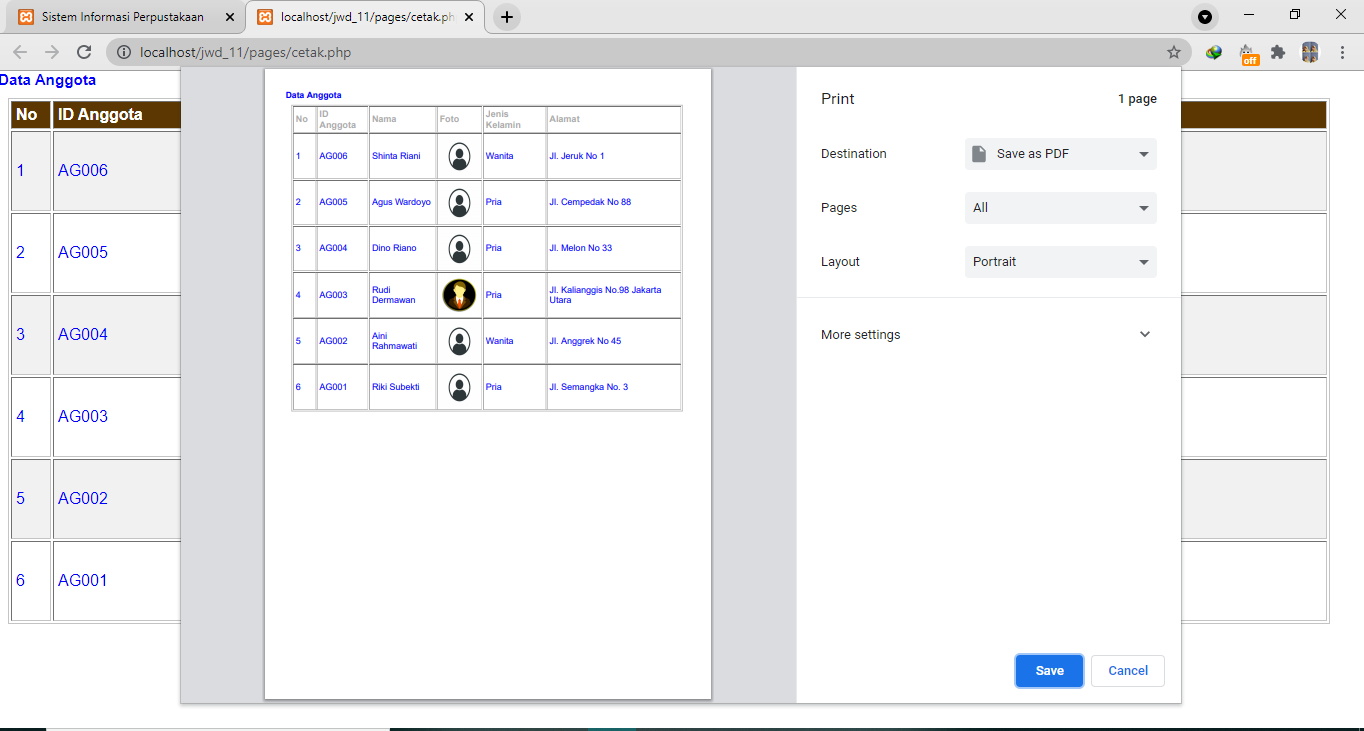 Sistem Informasi Perpustakaan
localhost/jwd_11/pages/cetak.ph
localhost/jwd_11/pages/cetak.php
off
Data Anggota
No ID Anggota
1 AG006
2 AG005
3 AG004
4 AG003
5 AG002
6 AG001
Data Anggota
No ID Anggota Nama Foto Jenis Kelamin Alamat
1 AG006 Shinta Riani Wanita Jl. Jeruk No 1
2 AG005 Agus Wardoyo Pria Jl. Cempedak No 88
3 AG004 Dino Riano Pria Jl. Melon No 33
4 AG003 Rudi Dermawan Pria Jl. Kalianggis No.98 Jakarta Utara
5 AG002 Aini Rahmawati Wanita Jl. Anggrek No 45
6 AG001 Riki Subekti Pria Jl. Semangka No. 3
Print 1 page
Destination Save as PDF
Pages All
Layout Portrait
More settings
Save Cancel